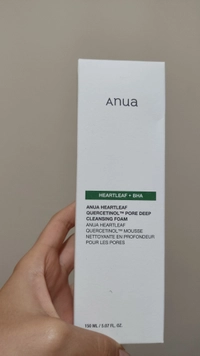 Anua
HEARTLEAF + BHA
ANUA HEARTLEAF
QUERCETINOL™ PORE DEEP
CLEANSING FOAM
ANUA HEARTLEAF
QUERCETINOL™ MOUSSE
NETTOYANTE EN PROFONDEUR
POUR LES PORES
150 ML / 5.07 FL. OZ.